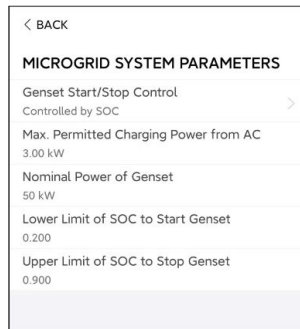 < BACK
MICROGRID SYSTEM PARAMETERS
Genset Start/Stop Control
Controlled by SOC
Max. Permitted Charging Power from AC
3.00 kW
Nominal Power of Genset
50 kW
Lower Limit of SOC to Start Genset
0.200
Upper Limit of SOC to Stop Genset
0.900